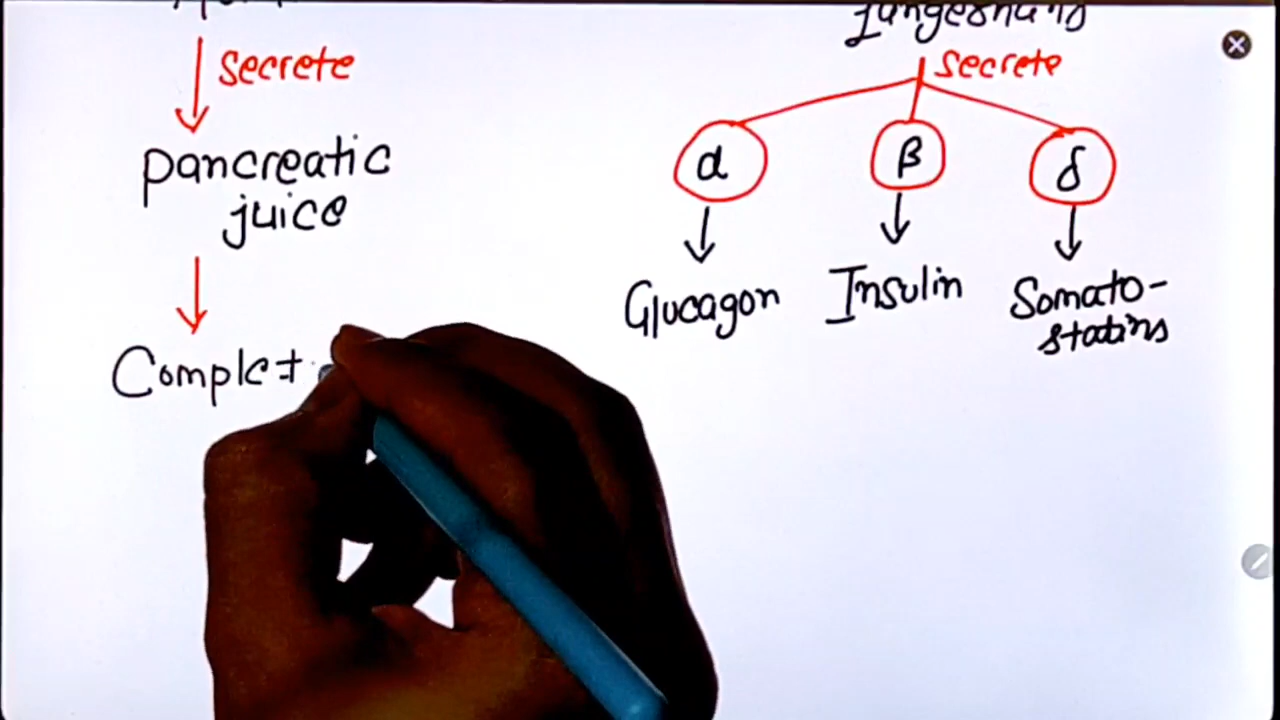 secrete
pancreatic
juice
Complet
secrete
α
β
δ
Glucagon
Insulin
Somato-
statins